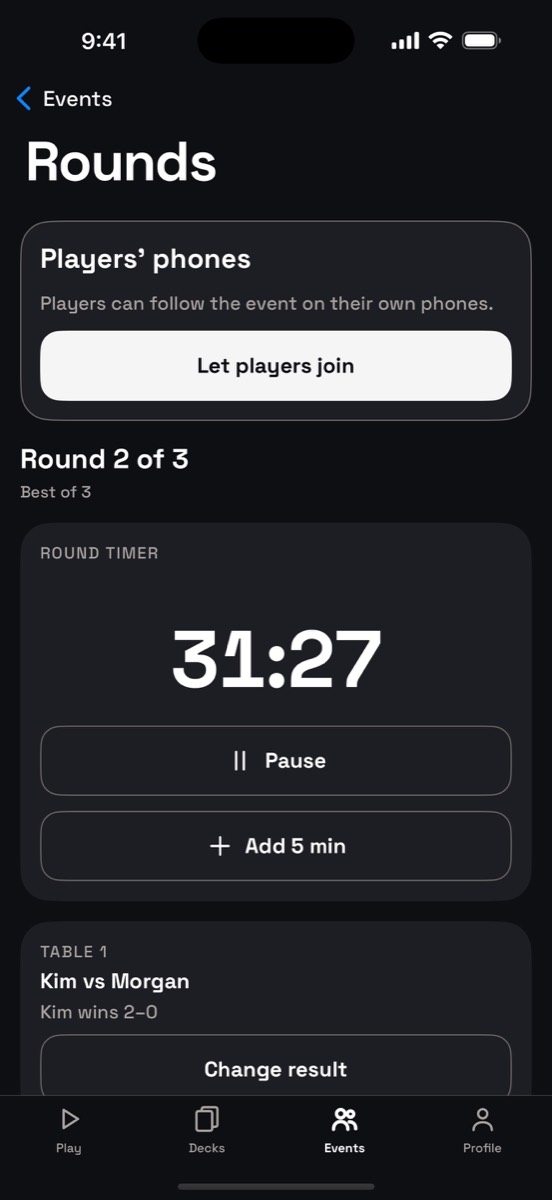 9:41
Events
Rounds
Players’ phones
Players can follow the event on their own phones.
Let players join
Round 2 of 3
Best of 3
ROUND TIMER
31:27
Pause
Add 5 min
TABLE 1
Kim vs Morgan
Kim wins 2–0
Change result
Play
Decks
Events
Profile